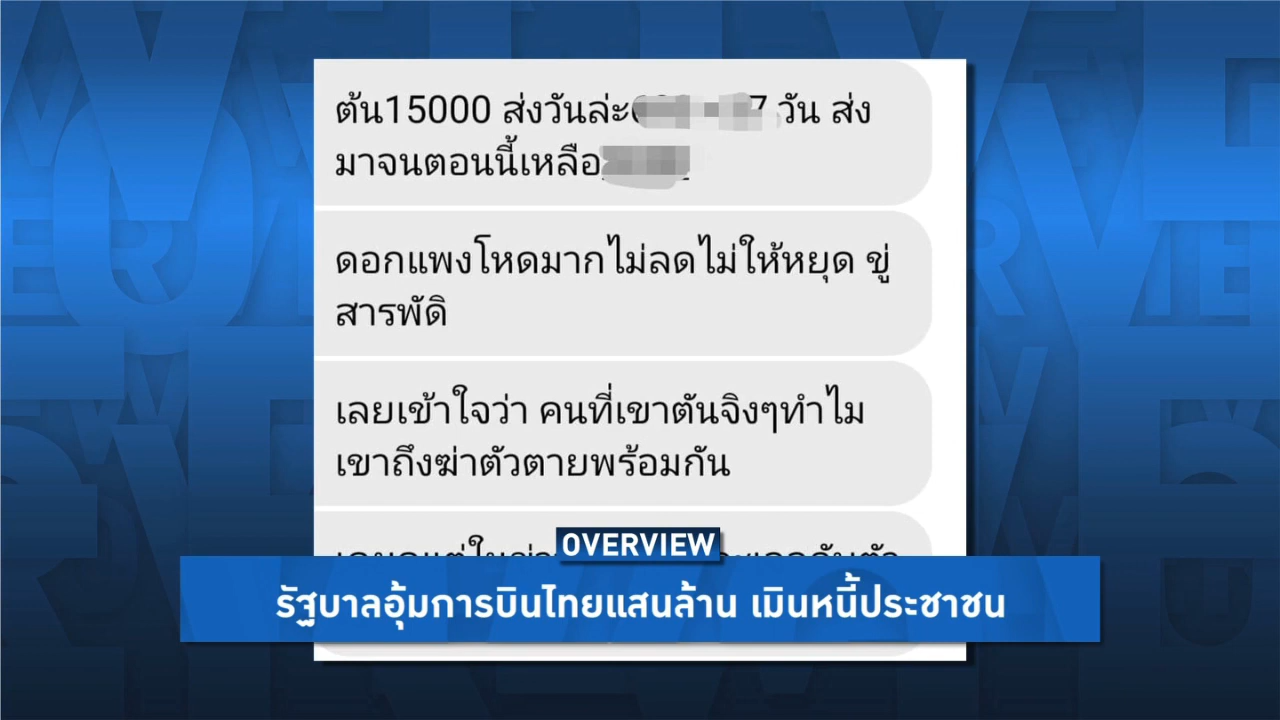 ต้น15000 ส่งวันล่ะ วัน ส่ง
มาจนตอนนี้เหลือ
ดอกแพงโหดมากไม่ลดไม่ให้หยุด ขู่
สารพัดิ
เลยเข้าใจว่า คนที่เขาตันจิงๆทำไม
เขาถึงฆ่าตัวตายพร้อมกัน
OVERVIEW
รัฐบาลอุ้มการบินไทยแสนล้าน เมินหนี้ประชาชน